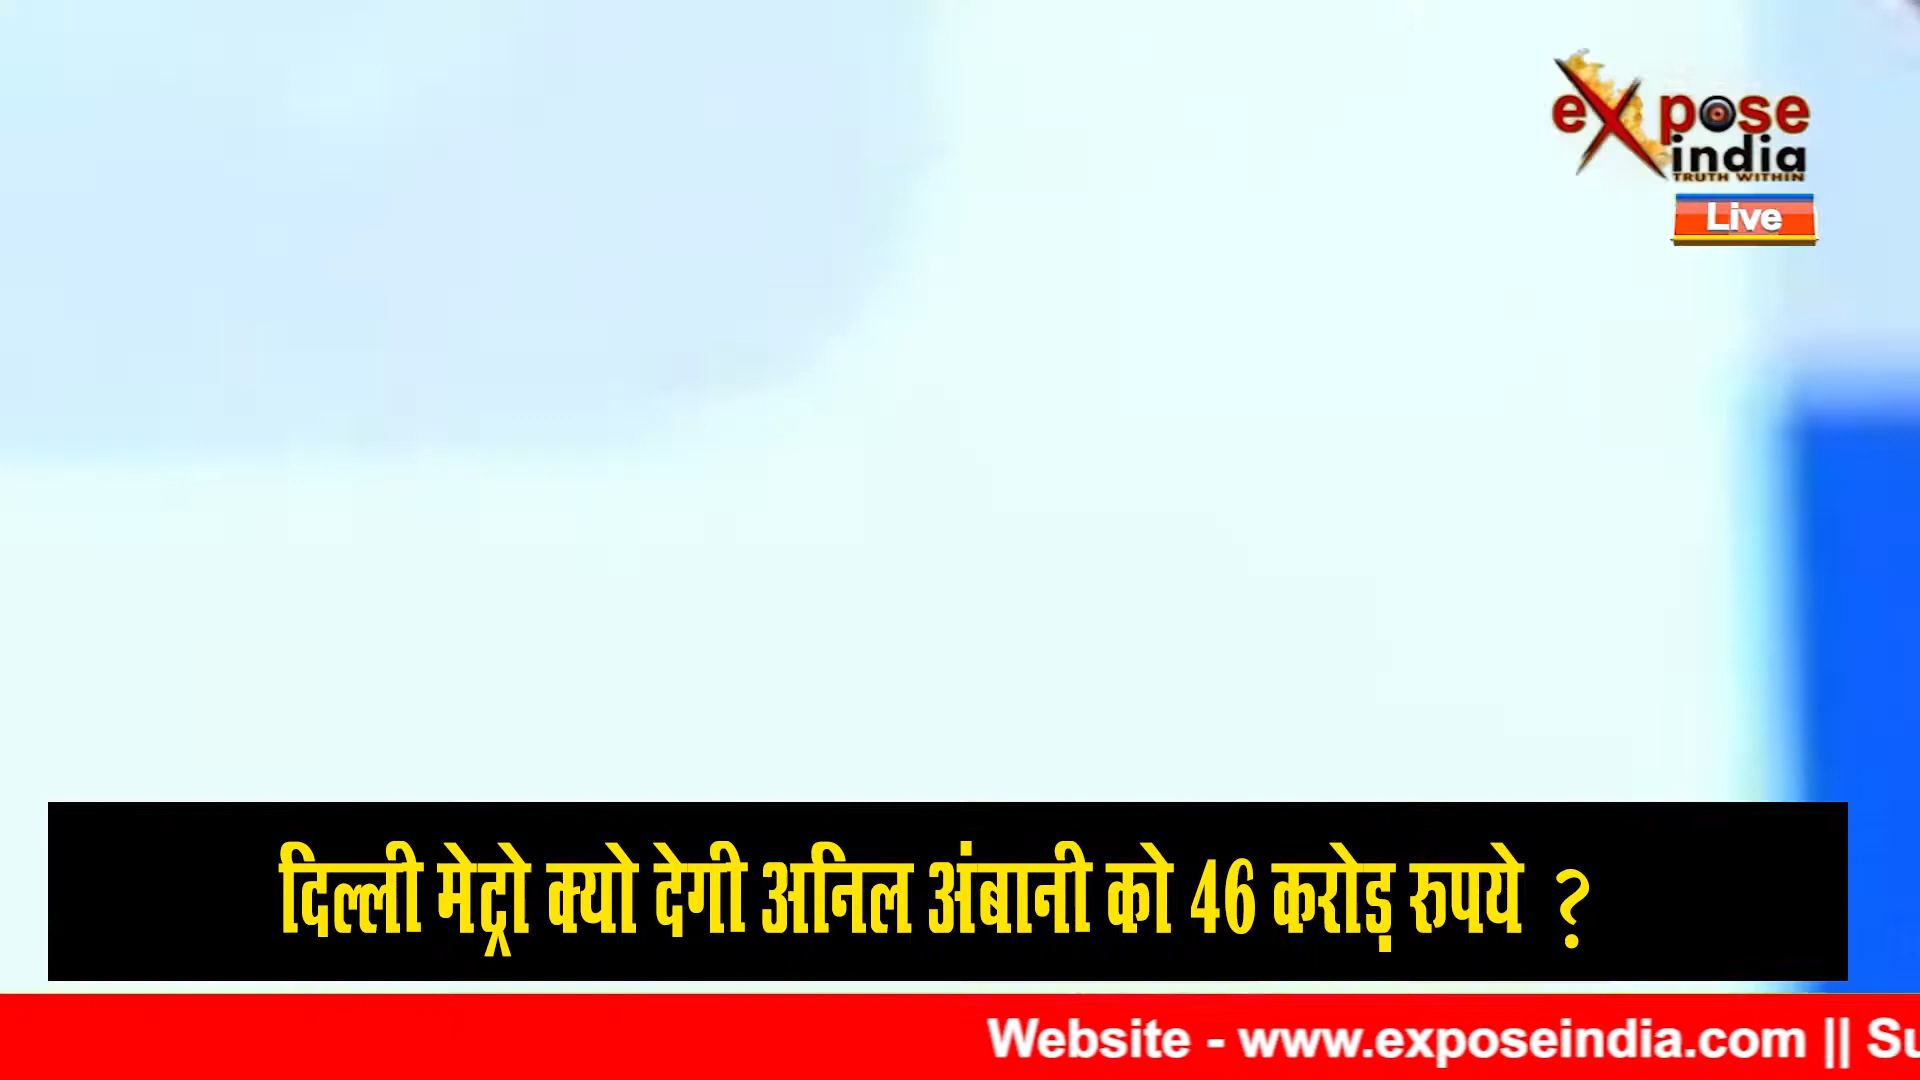 expose
india
TRUTH WITHIN
Live
दिल्ली मेट्रो क्यो देगी अनिल अंबानी को 46 करोड़ रुपये ?
Website - www.exposeindia.com || Su